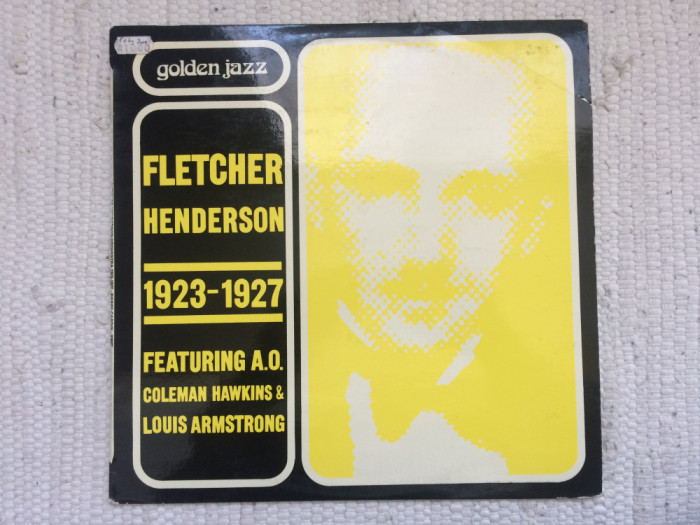 golden jazz
FLETCHER
HENDERSON
1923-1927
FEATURING A.O.
COLEMAN HAWKINS &
LOUIS ARMSTRONG